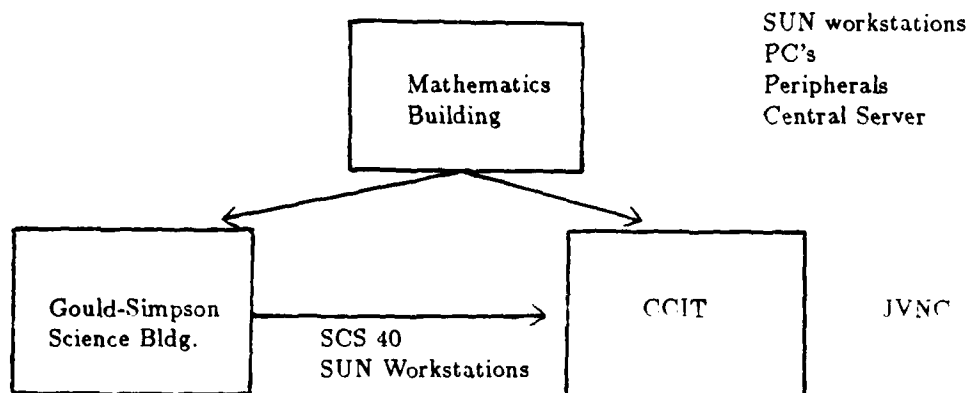 SUN workstations
PC's
Peripherals
Central Server
Mathematics
Building
Gould-Simpson
Science Bldg.
SCS 40
SUN Workstations
CCIT
JVNC